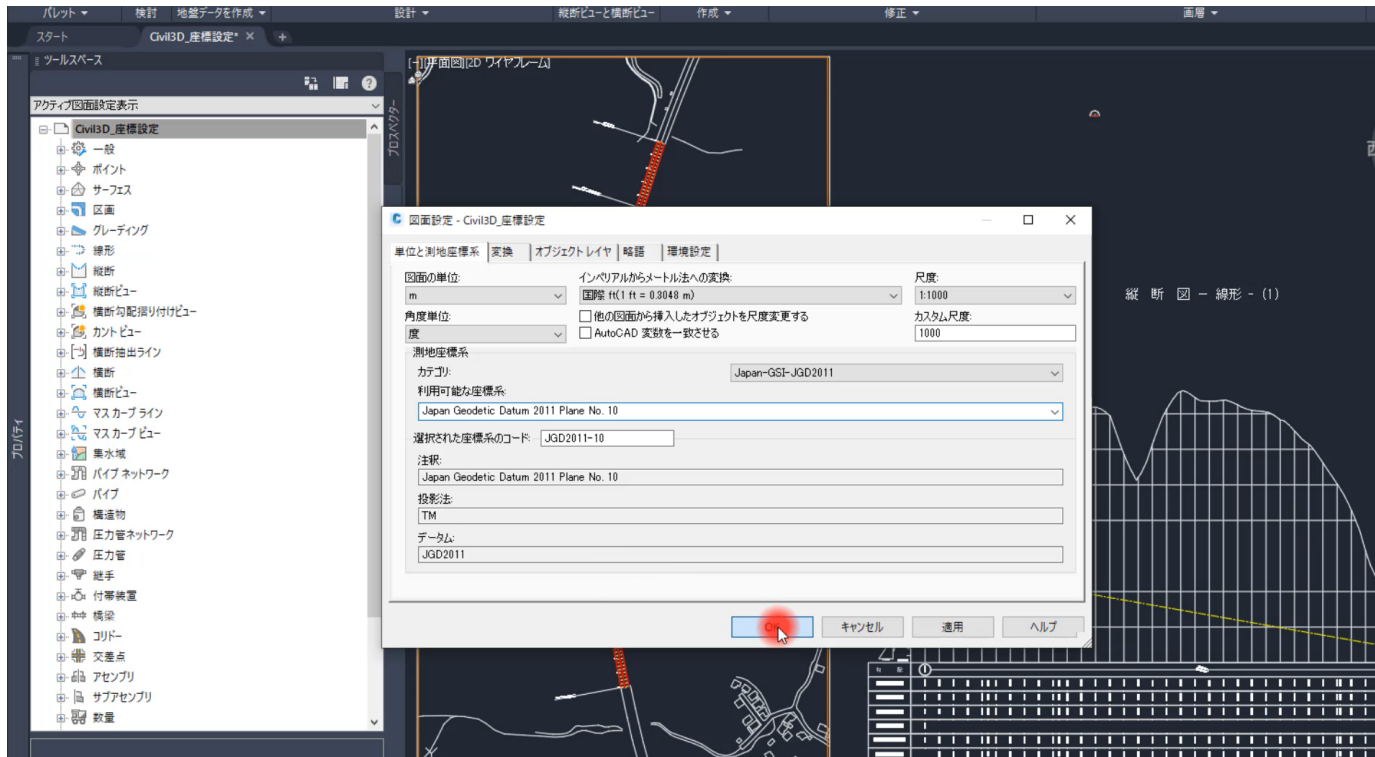 パレット
検討
地盤データを作成
設計
縦断ビューと横断ビュー
作成
修正
画層
スタート
Civil3D_座標設定*
ツールスペース
アクティブ図面設定表示
Civil3D_座標設定
一般
ポイント
サーフェス
区画
グレーディング
線形
縦断
縦断ビュー
横断勾配摺り付けビュー
カント ビュー
横断抽出ライン
横断
横断ビュー
マス カーブ ライン
マス カーブ ビュー
集水域
パイプ ネットワーク
パイプ
構造物
圧力管ネットワーク
圧力管
継手
付帯装置
橋梁
コリドー
交差点
アセンブリ
サブアセンブリ
数量
プロパティ
プロスペクター
[-][平面図][2D ワイヤフレーム]
図面設定 - Civil3D_座標設定
単位と測地座標系
変換
オブジェクト レイヤ
略語
環境設定
図面の単位:
インペリアルからメートル法への変換:
尺度:
m
国際 ft(1 ft = 0.3048 m)
1:1000
角度単位:
他の図面から挿入したオブジェクトを尺度変更する
カスタム尺度:
度
AutoCAD 変数を一致させる
1000
測地座標系
カテゴリ:
Japan-GSI-JGD2011
利用可能な座標系:
Japan Geodetic Datum 2011 Plane No. 10
選択された座標系のコード:
JGD2011-10
注釈:
Japan Geodetic Datum 2011 Plane No. 10
投影法:
TM
データム:
JGD2011
OK
キャンセル
適用
ヘルプ
縦 断 図 - 線形 - (1)
西